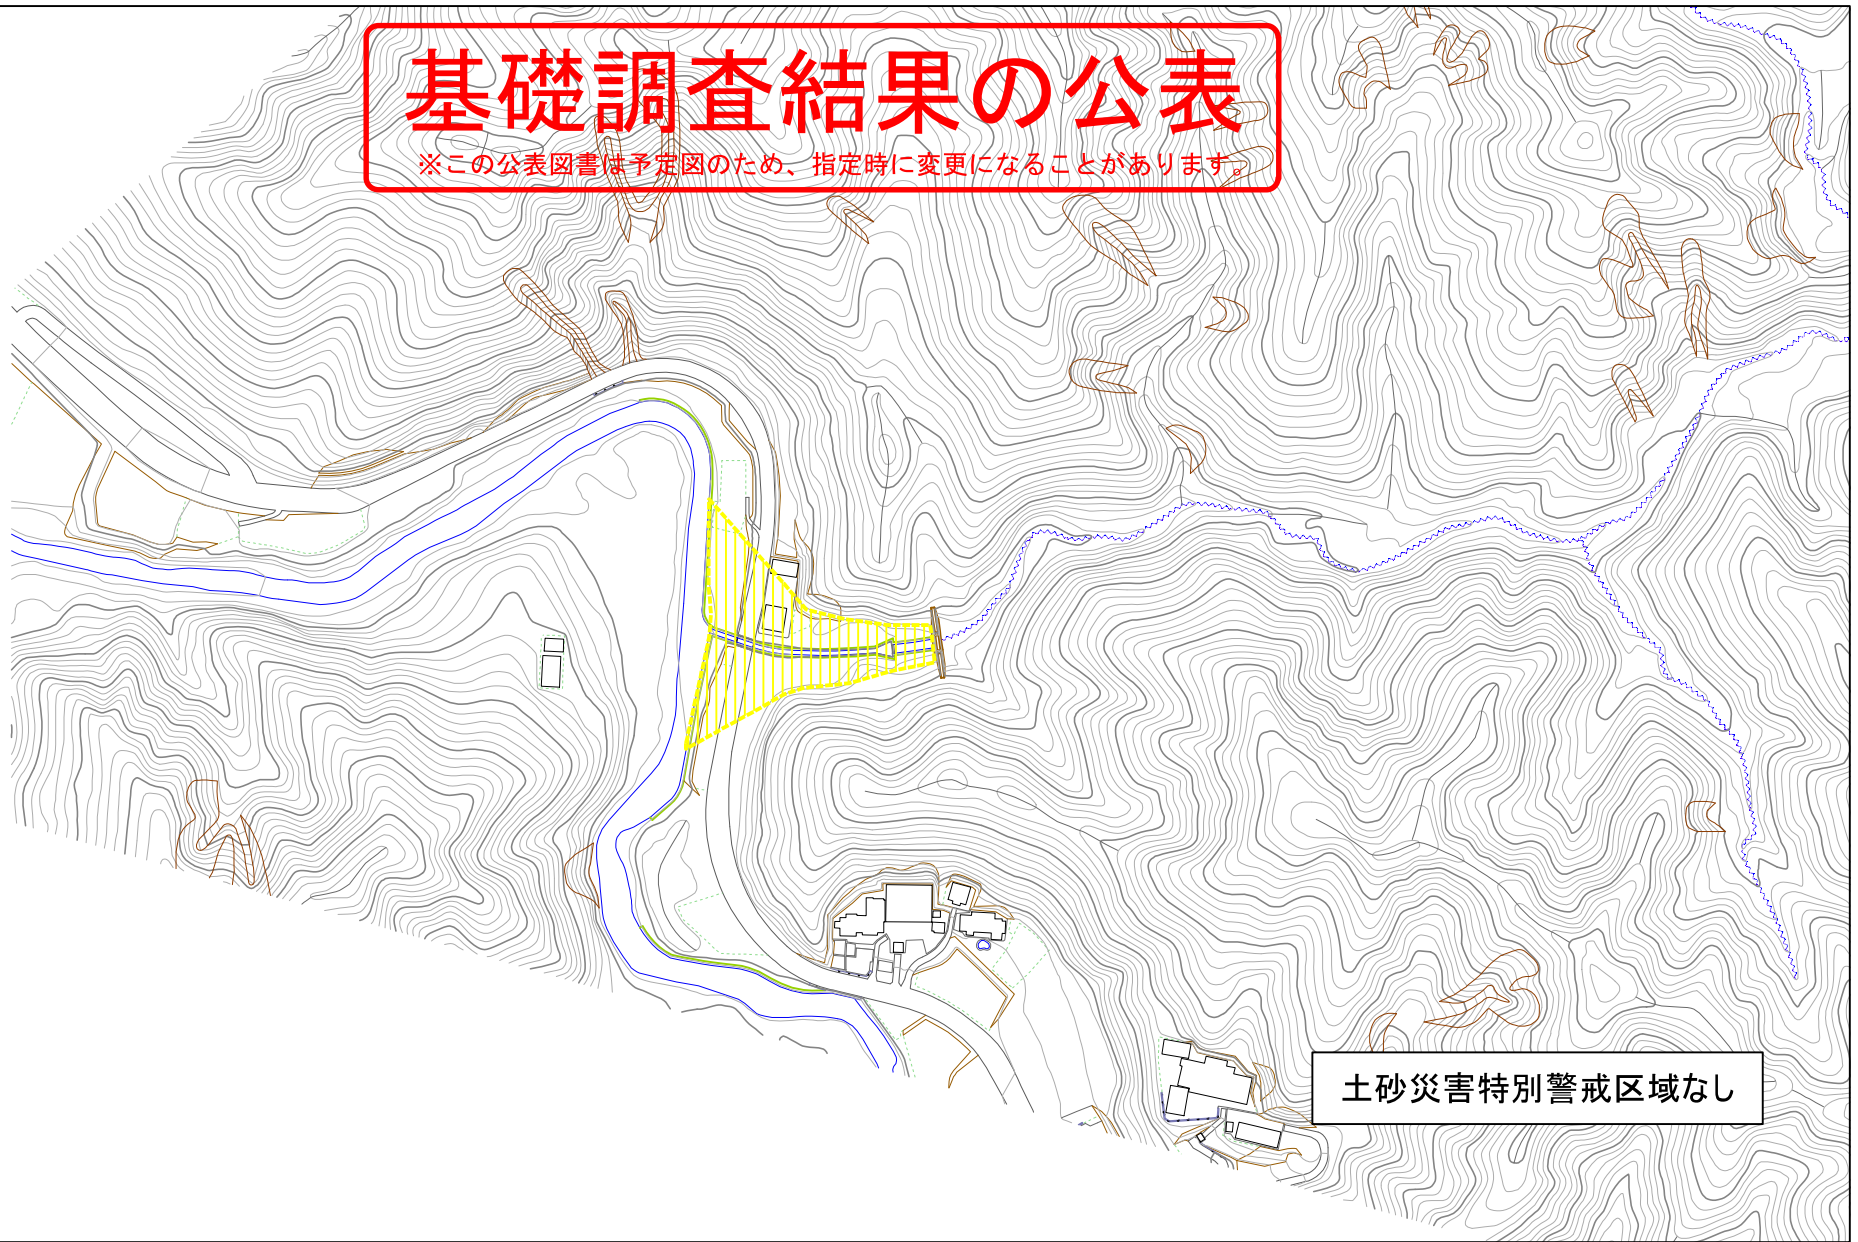 基礎調査結果の公表
※この公表図書は予定図のため、指定時に変更になることがあります。
土砂災害特別警戒区域なし